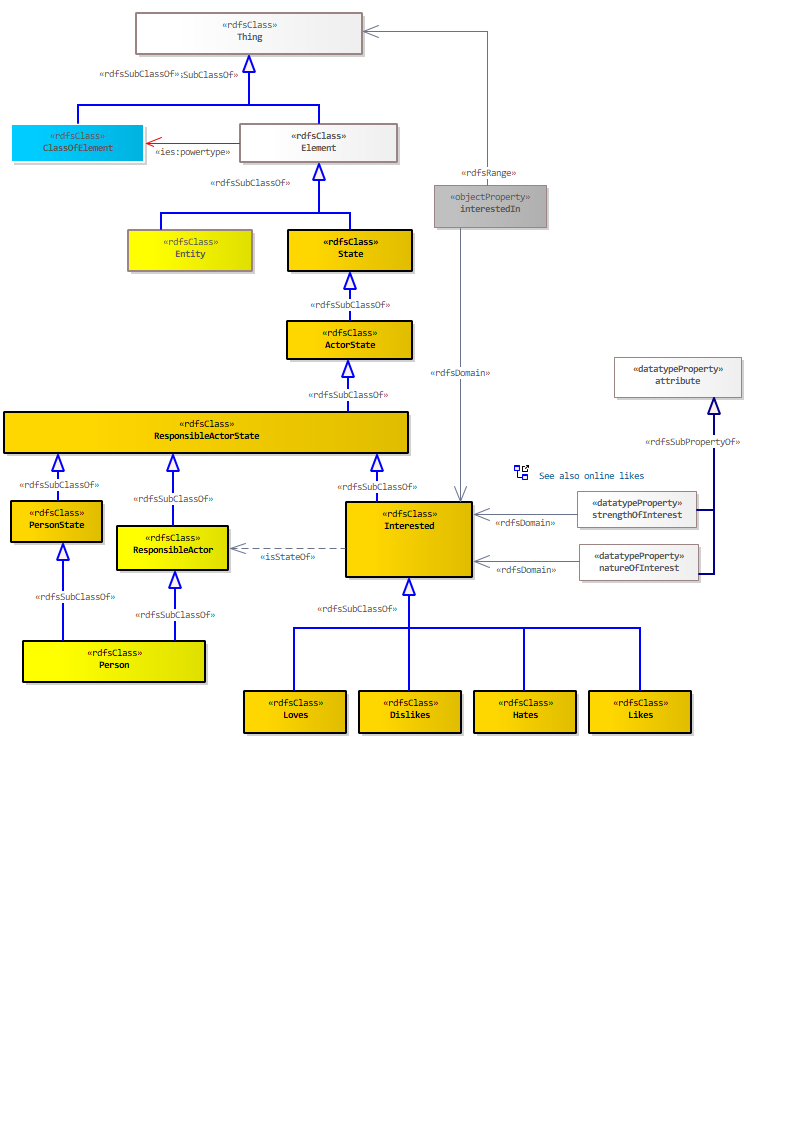 «rdfsClass»
Thing
«rdfsSubClassOf»
SubClassOf»
«rdfsClass»
ClassOfElement
«ies:powertype»
«rdfsClass»
Element
«rdfsSubClassOf»
«rdfsRange»
«objectProperty»
interestedIn
«rdfsClass»
Entity
«rdfsClass»
State
«rdfsSubClassOf»
«rdfsClass»
ActorState
«rdfsDomain»
«datatypeProperty»
attribute
«rdfsSubClassOf»
«rdfsClass»
ResponsibleActorState
«rdfsSubPropertyOf»
«rdfsSubClassOf»
«rdfsSubClassOf»
«rdfsSubClassOf»
See also online likes
«rdfsClass»
PersonState
«rdfsClass»
ResponsibleActor
«isStateOf»
«rdfsClass»
Interested
«rdfsDomain»
«datatypeProperty»
strengthOfInterest
«rdfsDomain»
«datatypeProperty»
natureOfInterest
«rdfsSubClassOf»
«rdfsSubClassOf»
«rdfsSubClassOf»
«rdfsClass»
Person
«rdfsClass»
Loves
«rdfsClass»
Dislikes
«rdfsClass»
Hates
«rdfsClass»
Likes